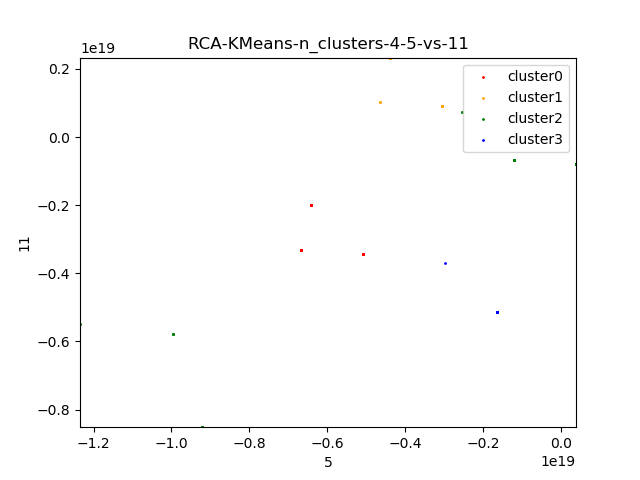 RCA-KMeans-n_clusters-4-5-vs-11
1e19
cluster0
cluster1
cluster2
cluster3
0.2
0.0
−0.2
−0.4
−0.6
−0.8
11
−1.2
−1.0
−0.8
−0.6
−0.4
−0.2
0.0
5
1e19